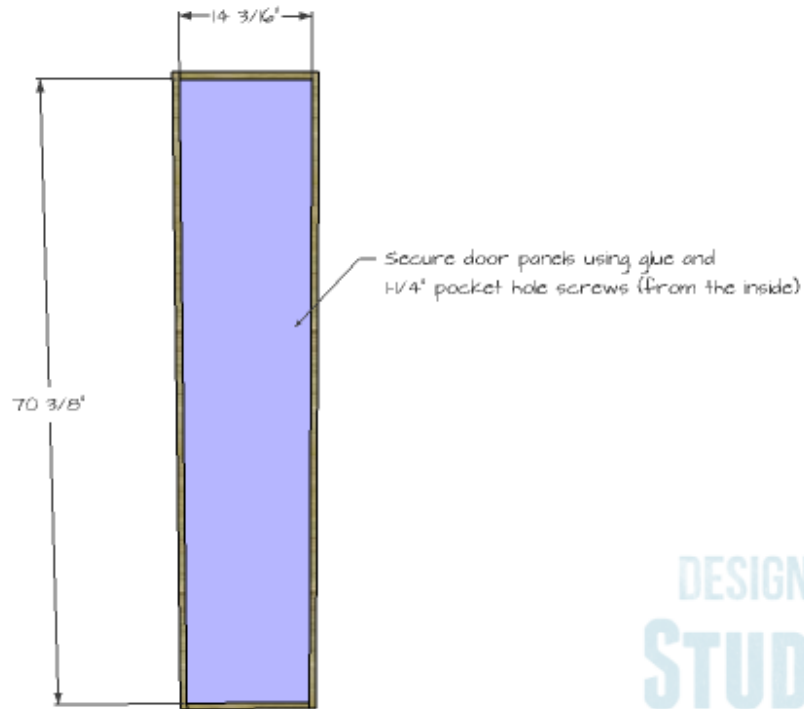 14 3/16"
Secure door panels using glue and
1-1/4" pocket hole screws (from the inside)
70 3/8"
DESIGN
STUD